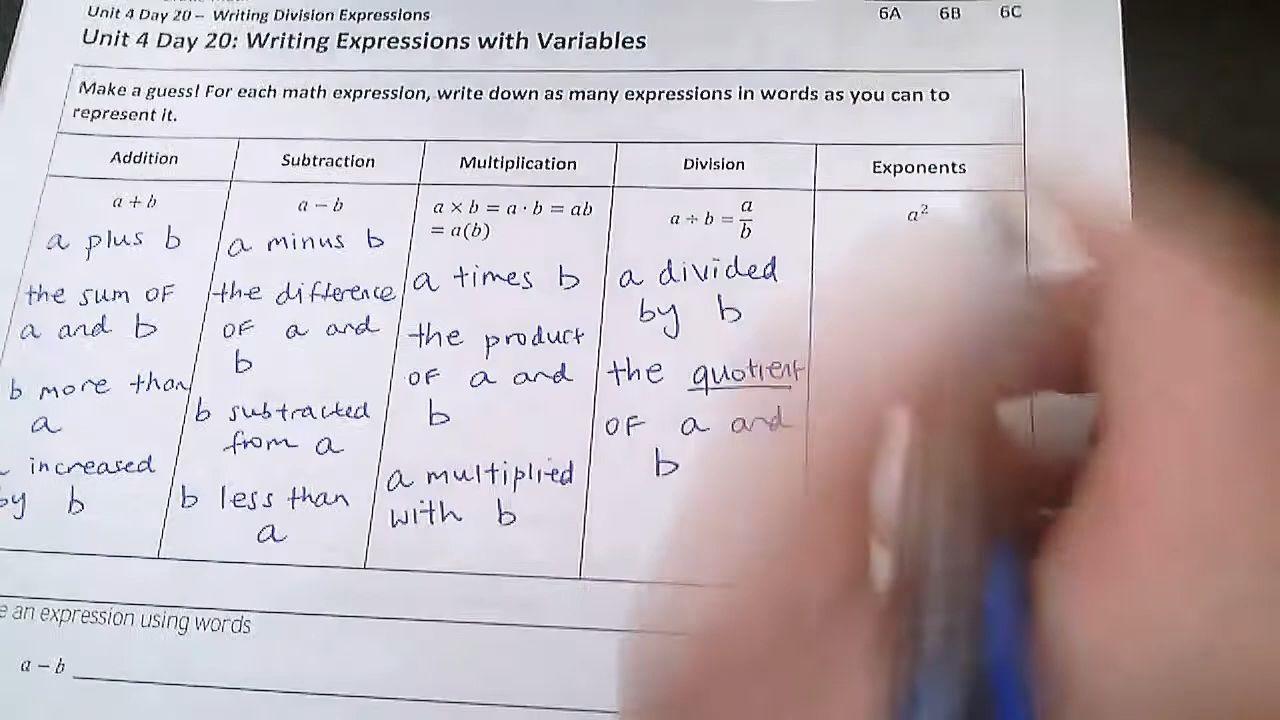 Unit 4 Day 20 – Writing Division Expressions
6A 6B 6C
Unit 4 Day 20: Writing Expressions with Variables
Make a guess! For each math expression, write down as many expressions in words as you can to
represent it.
Addition
a + b
a plus b
the sum of
a and b
b more than
a
increased
by b
Subtraction
a − b
a minus b
the difference
of a and
b
b subtracted
from a
b less than
a
Multiplication
a × b = a · b = ab
= a(b)
a times b
the product
of a and
b
a multiplied
with b
Division
a ÷ b = a/b
a divided
by b
the quotient
of a and
b
Exponents
a²
an expression using words
a − b